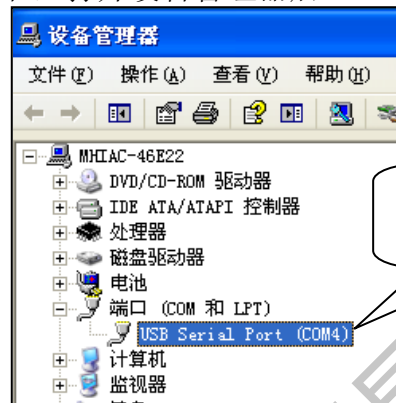 设备管理器
文件(F) 操作(A) 查看(V) 帮助(H)
MHIAC-46E22
DVD/CD-ROM 驱动器
IDE ATA/ATAPI 控制器
处理器
磁盘驱动器
电池
端口 (COM 和 LPT)
USB Serial Port (COM4)
计算机
监视器